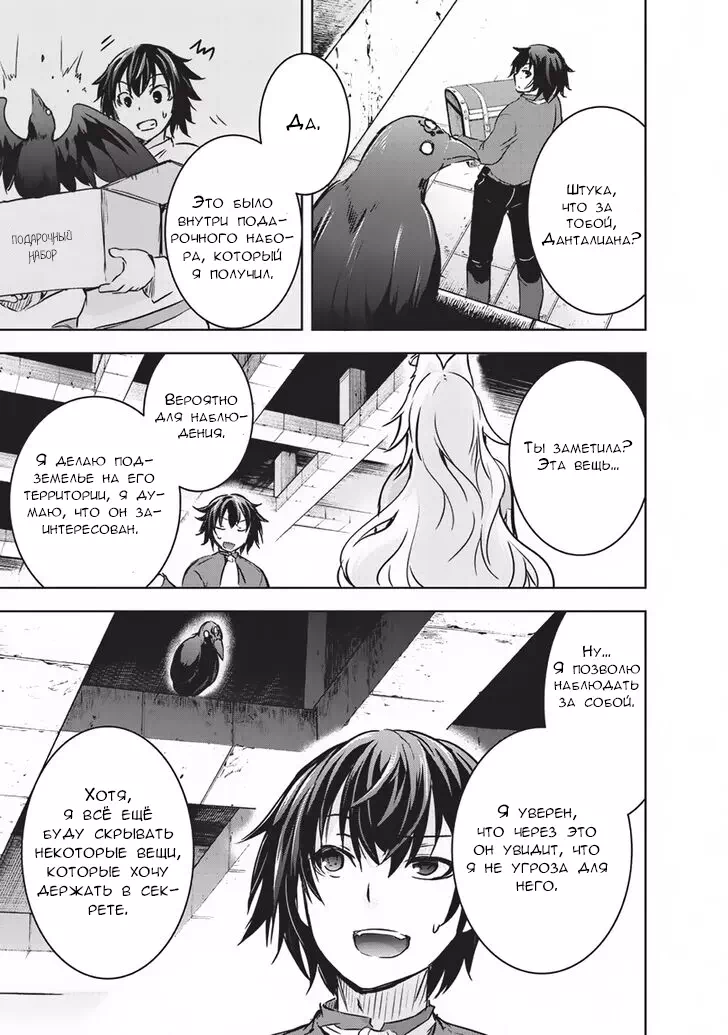 Штука,
что за
тобой,
Данталиана?
Да.
Это было
внутри пода-
рочного набо-
ра, который
я получил.
подарочный
набор
Ты заметила?
Эта вещь...
Вероятно
для наблю-
дения.
Я делаю под-
земелье на его
территории, я ду-
маю, что он за-
интересован.
Ну...
Я позволю
наблюдать
за собой.
Я уверен,
что через это
он увидит, что
я не угроза для
него.
Хотя,
я всё ещё
буду скрывать
некоторые вещи,
которые хочу
держать в сек-
рете.